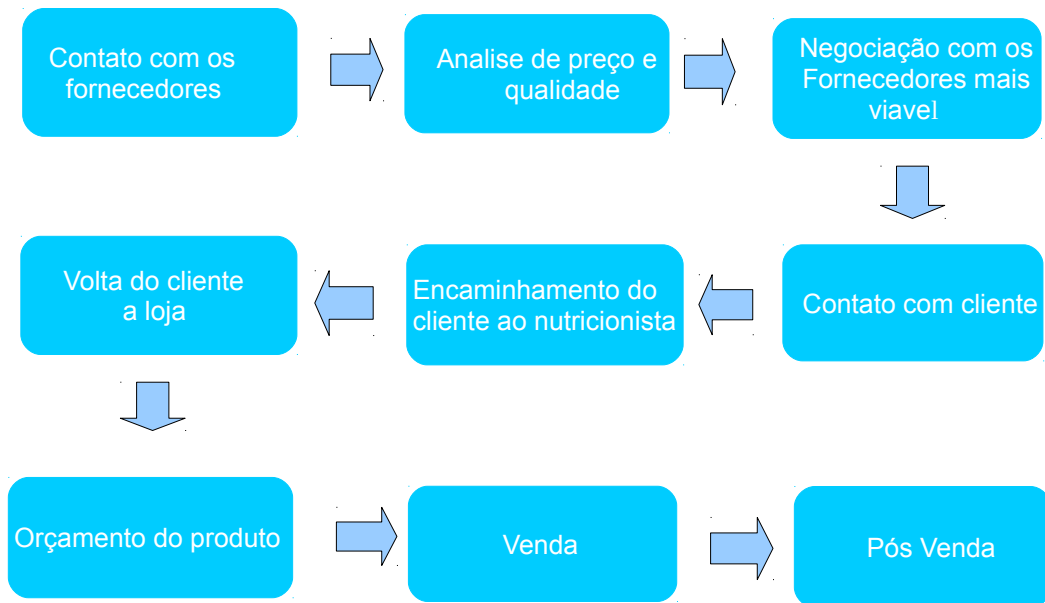 Contato com os
fornecedores
Analise de preço e
qualidade
Negociação com os
Fornecedores mais
viavel
Contato com cliente
Encaminhamento do
cliente ao nutricionista
Volta do cliente
a loja
Orçamento do produto
Venda
Pós Venda